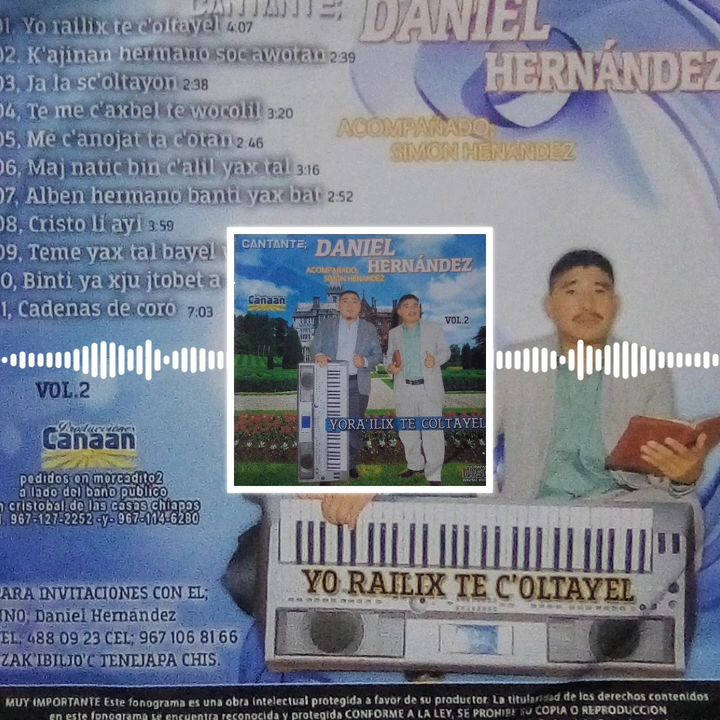 CANTANTE;
DANIEL
HERNÁNDEZ
ACOMPAÑADO;
SIMON HENANDEZ
01, Yo railix te c'oltayel 4:07
02. K'ajinan hermano soc awotan 2:39
03, Ja la sc'oltayon 2:38
04, Te me c'axbel te wocolil 3:20
05, Me c'anojat ta c'otan 2:46
06, Maj natic bin c'alil yax tal 3:16
07, Alben hermano banti yax bat 2:52
08, Cristo li ayi 3:59
09, Teme yax tal bayel
10, Binti ya xju jtobet a
11, Cadenas de coro 7:03
VOL.2
Producciones
Canaan
pedidos en mercadito2
a lado del baño publico
n cristobal de las casas chiapas
l. 967-127-2252 -y- 967-114-6280
PARA INVITACIONES CON EL;
Daniel Hernández
TEL, 488 09 23 CEL; 967 106 81 66
TZAK'IBILJO'C TENEJAPA CHIS.
CANTANTE;
DANIEL
HERNÁNDEZ
ACOMPAÑADO;
SIMON HENANDEZ
Canaan
VOL.2
YORA'ILIX TE COLTAYEL
YO RAILIX TE C'OLTAYEL
MUY IMPORTANTE Este fonograma es una obra intelectual protegida a favor de su productor. La titularidad de los derechos contenidos
en este fonograma se encuentra reconocida y protegida CONFORME A LA LEY, SE PROHIBE SU COPIA O REPRODUCCION